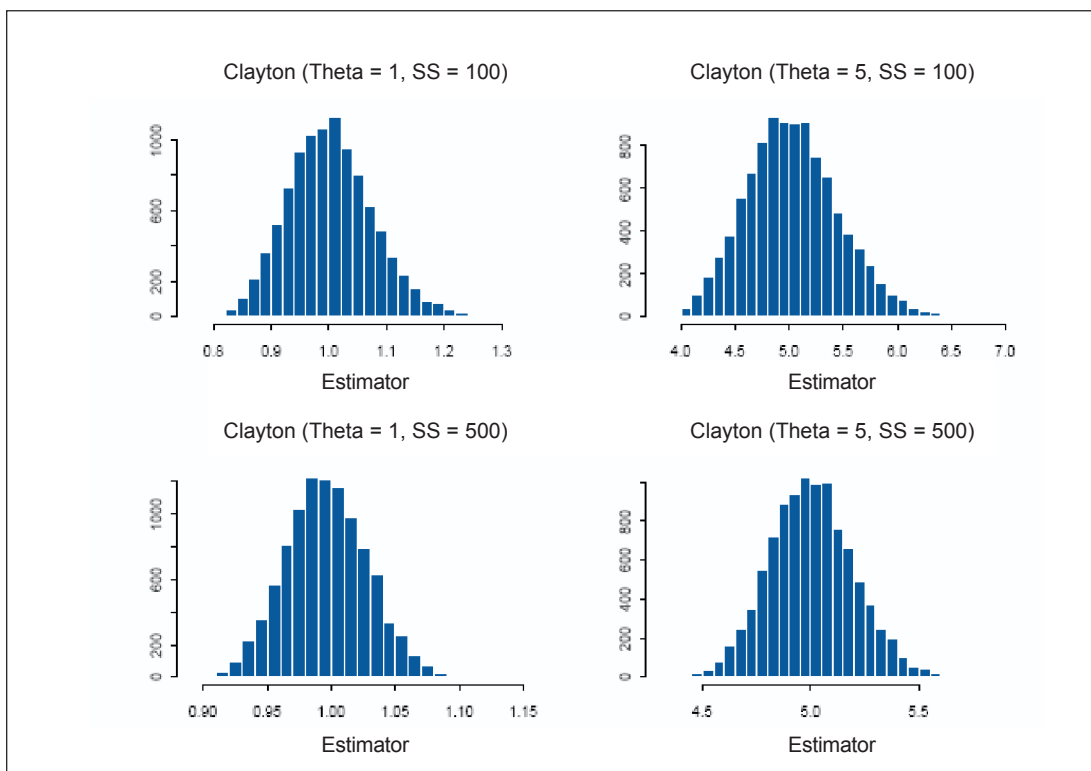 Clayton (Theta = 1, SS = 100)
1000
600
200
0
0.8 0.9 1.0 1.1 1.2 1.3
Estimator
Clayton (Theta = 5, SS = 100)
800
600
400
200
0
4.0 4.5 5.0 5.5 6.0 6.5 7.0
Estimator
Clayton (Theta = 1, SS = 500)
1000
600
200
0
0.90 0.95 1.00 1.05 1.10 1.15
Estimator
Clayton (Theta = 5, SS = 500)
800
600
400
200
0
4.5 5.0 5.5
Estimator